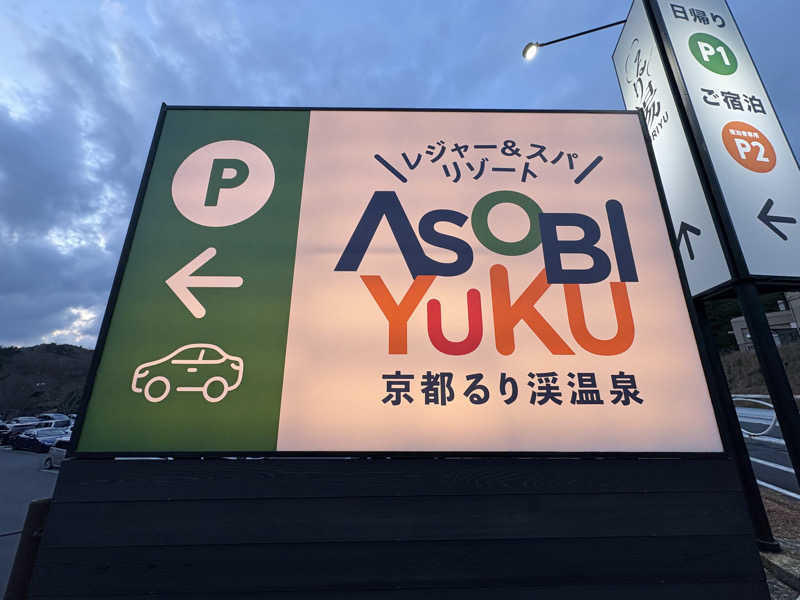 P
レジャー&スパ
リゾート
ASOBI
YUKU
京都るり渓温泉
日帰り
P1
ご宿泊
P2